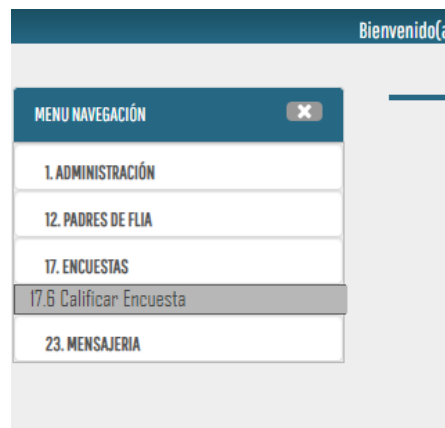 Bienvenido(a
MENU NAVEGACIÓN
1. ADMINISTRACIÓN
12. PADRES DE FLIA
17. ENCUESTAS
17.6 Calificar Encuesta
23. MENSAJERIA